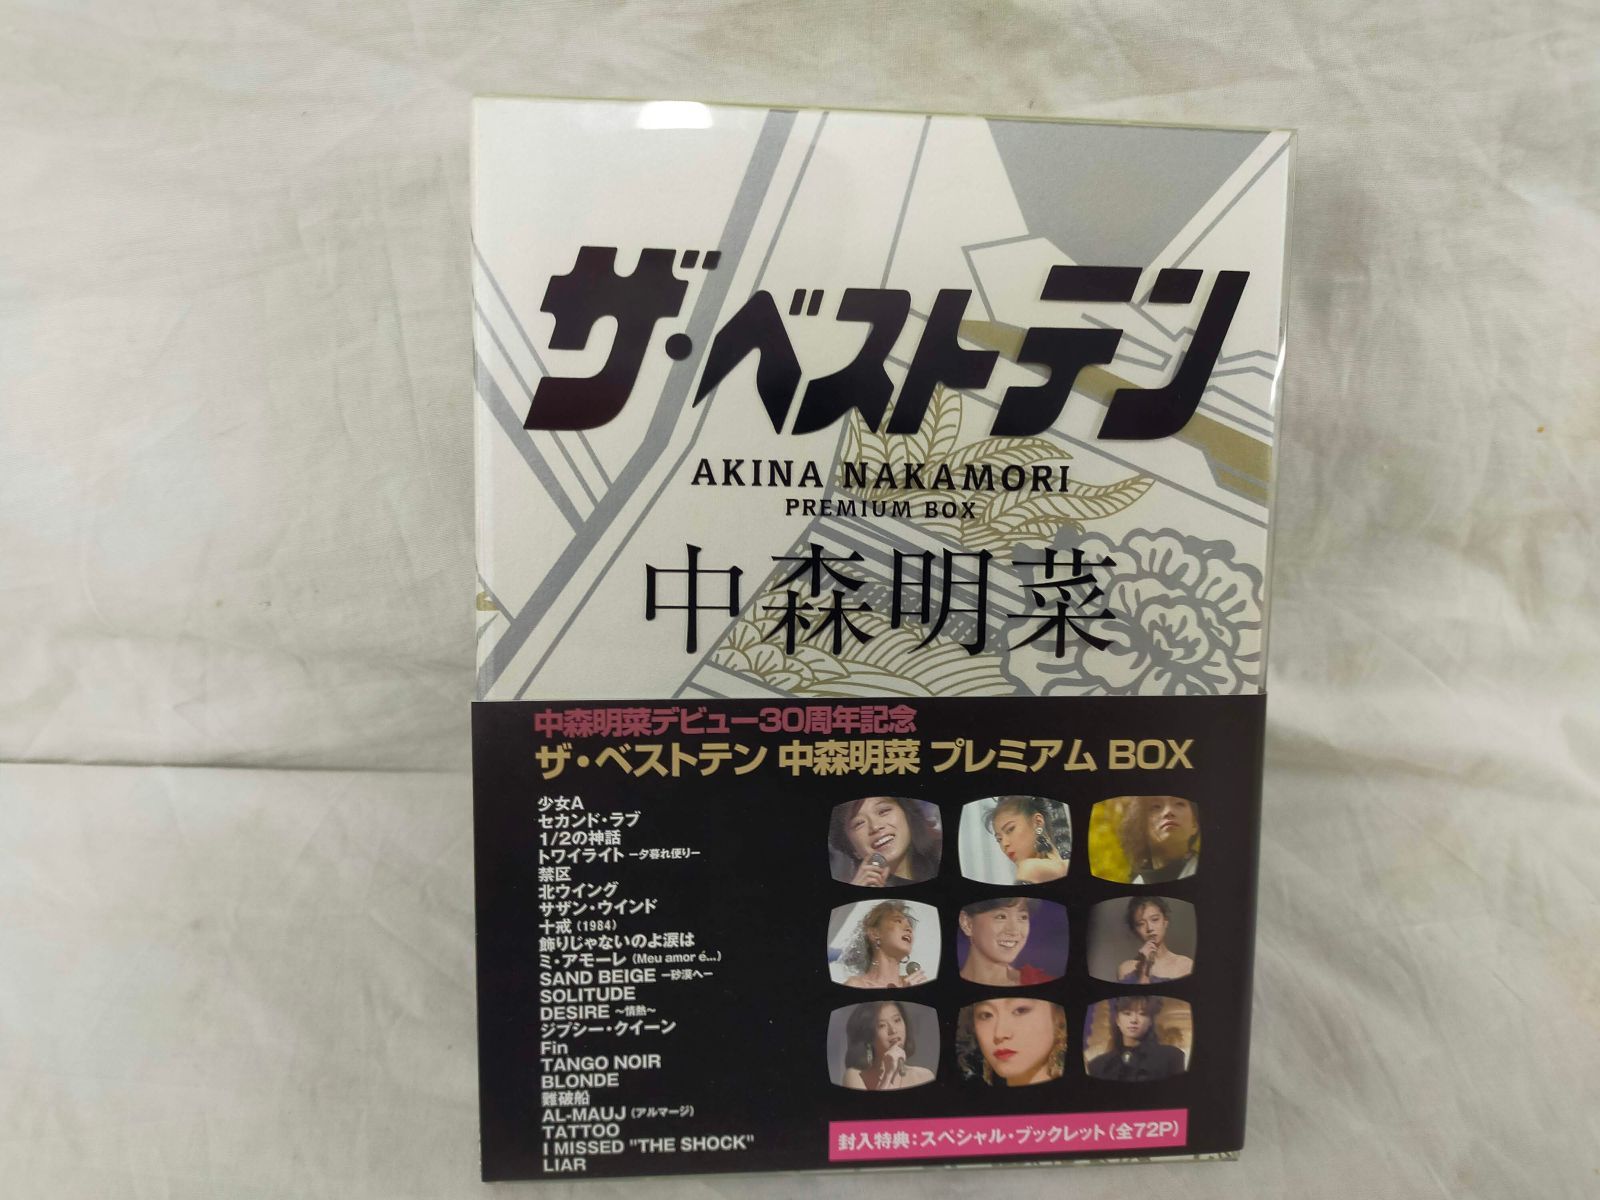 ザ・ベストテン
AKINA NAKAMORI
PREMIUM BOX
中森明菜
中森明菜デビュー30周年記念
ザ・ベストテン 中森明菜 プレミアム BOX
少女A
セカンド・ラブ
1/2の神話
トワイライト ー夕暮れ便りー
禁区
北ウイング
サザン・ウインド
十戒(1984)
飾りじゃないのよ涙は
ミ・アモーレ(Meu amor é...)
SAND BEIGE ー砂漠へー
SOLITUDE
DESIRE ～情熱～
ジプシー・クイーン
Fin
TANGO NOIR
BLONDE
難破船
AL-MAUJ(アルマージ)
TATTOO
I MISSED "THE SHOCK"
LIAR
封入特典：スペシャル・ブックレット(全72P)